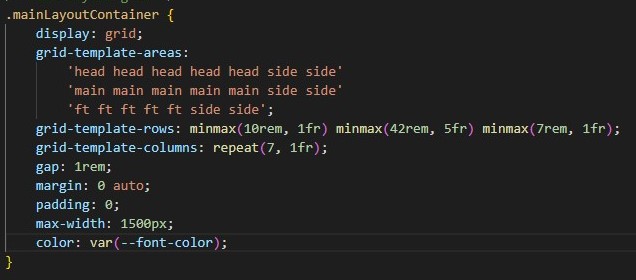 .mainLayoutContainer {
display: grid;
grid-template-areas:
'head head head head head side side'
'main main main main main side side'
'ft ft ft ft ft side side';
grid-template-rows: minmax(10rem, 1fr) minmax(42rem, 5fr) minmax(7rem, 1fr);
grid-template-columns: repeat(7, 1fr);
gap: 1rem;
margin: 0 auto;
padding: 0;
max-width: 1500px;
color: var(--font-color);
}